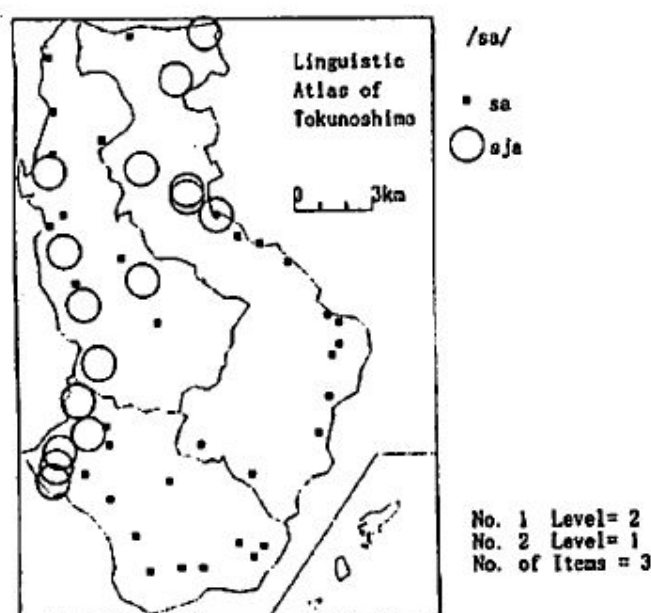 Linguistic
Atlas of
Tokunoshimo
0 3km
/sa/
sa
sja
No. 1 Level= 2
No. 2 Level= 1
No. of Items = 3